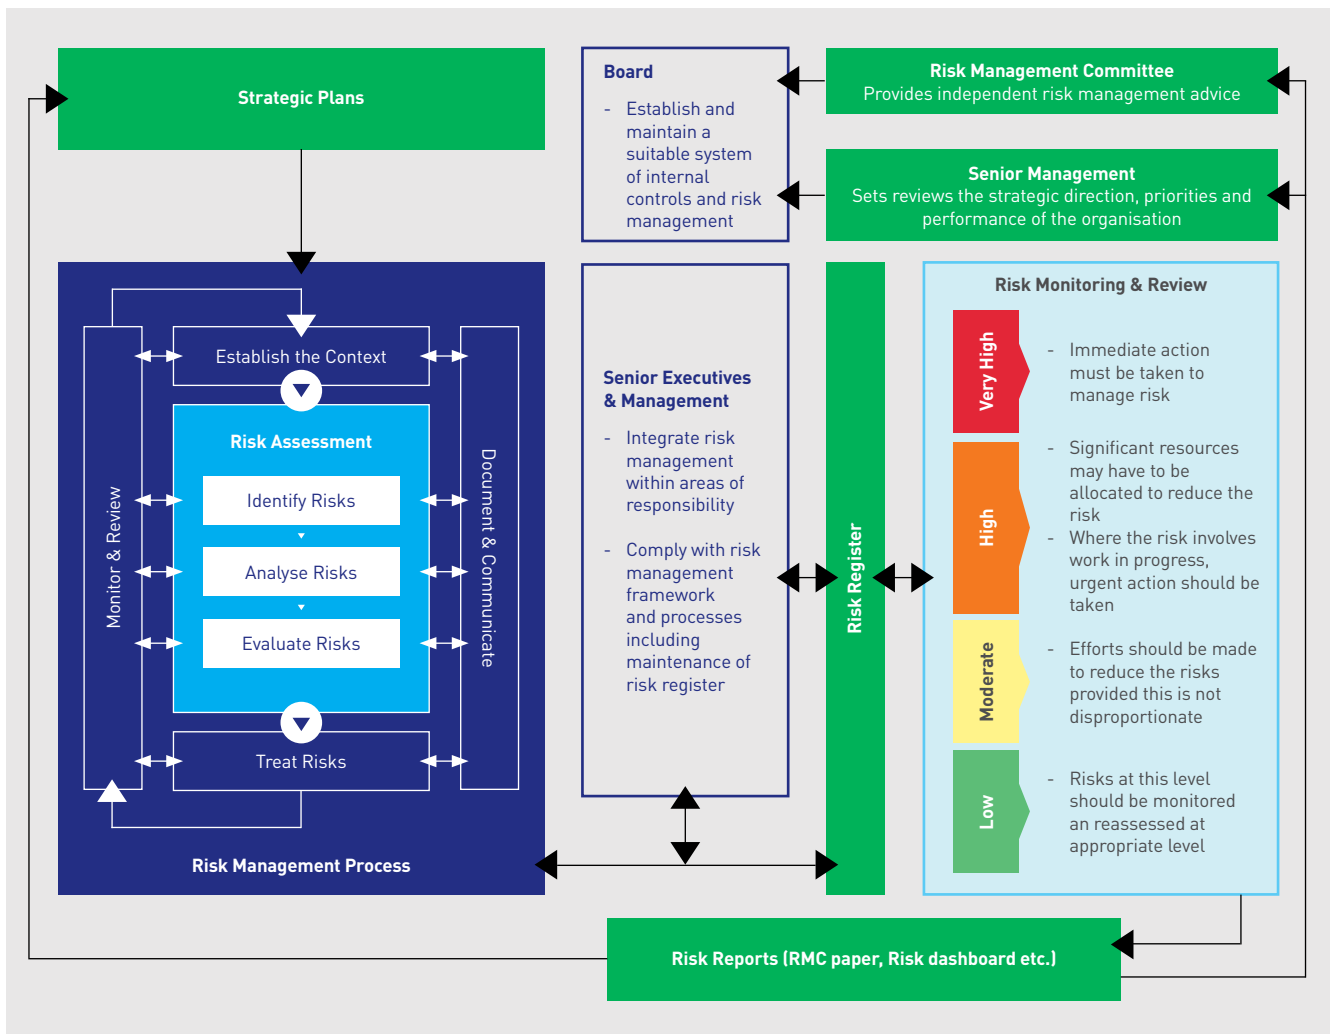 Strategic Plans
Board
- Establish and
maintain a
suitable system
of internal
controls and risk
management
Risk Management Committee
Provides independent risk management advice
Senior Management
Sets reviews the strategic direction, priorities and
performance of the organisation
Establish the Context
Risk Assessment
Identify Risks
Analyse Risks
Evaluate Risks
Treat Risks
Monitor & Review
Document & Communicate
Risk Management Process
Senior Executives
& Management
- Integrate risk
management
within areas of
responsibility
- Comply with risk
management
framework
and processes
including
maintenance of
risk register
Risk Register
Risk Monitoring & Review
Very High
- Immediate action
must be taken to
manage risk
High
- Significant resources
may have to be
allocated to reduce the
risk
- Where the risk involves
work in progress,
urgent action should be
taken
Moderate
- Efforts should be made
to reduce the risks
provided this is not
disproportionate
Low
- Risks at this level
should be monitored
an reassessed at
appropriate level
Risk Reports (RMC paper, Risk dashboard etc.)